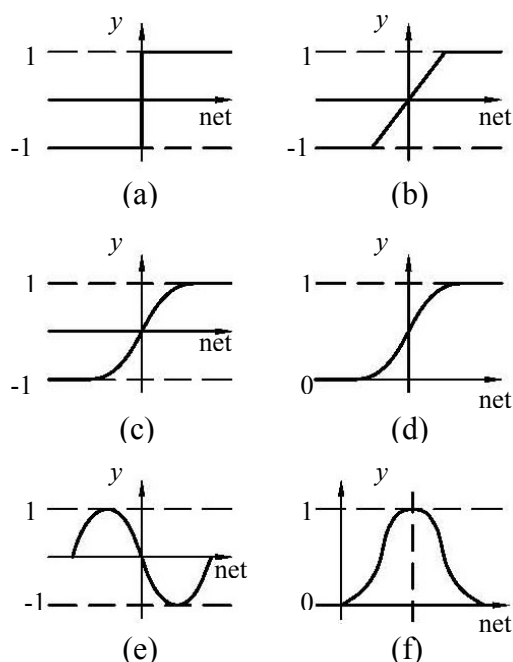 y y
1 1
net net
-1 -1
(a) (b)
y y
1 1
net
-1 0 net
(c) (d)
y y
1 1
net
-1 0 net
(e) (f)